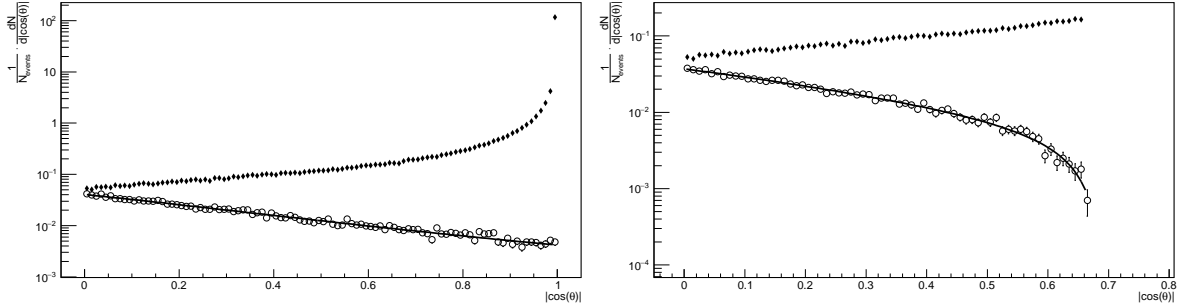 1/N_events · dN/d|cos(θ)|
10²
10
1
10⁻¹
10⁻²
10⁻³
0 0.2 0.4 0.6 0.8 1
|cos(θ)|
1/N_events · dN/d|cos(θ)|
10⁻¹
10⁻²
10⁻³
10⁻⁴
0 0.1 0.2 0.3 0.4 0.5 0.6 0.7 0.8
|cos(θ)|